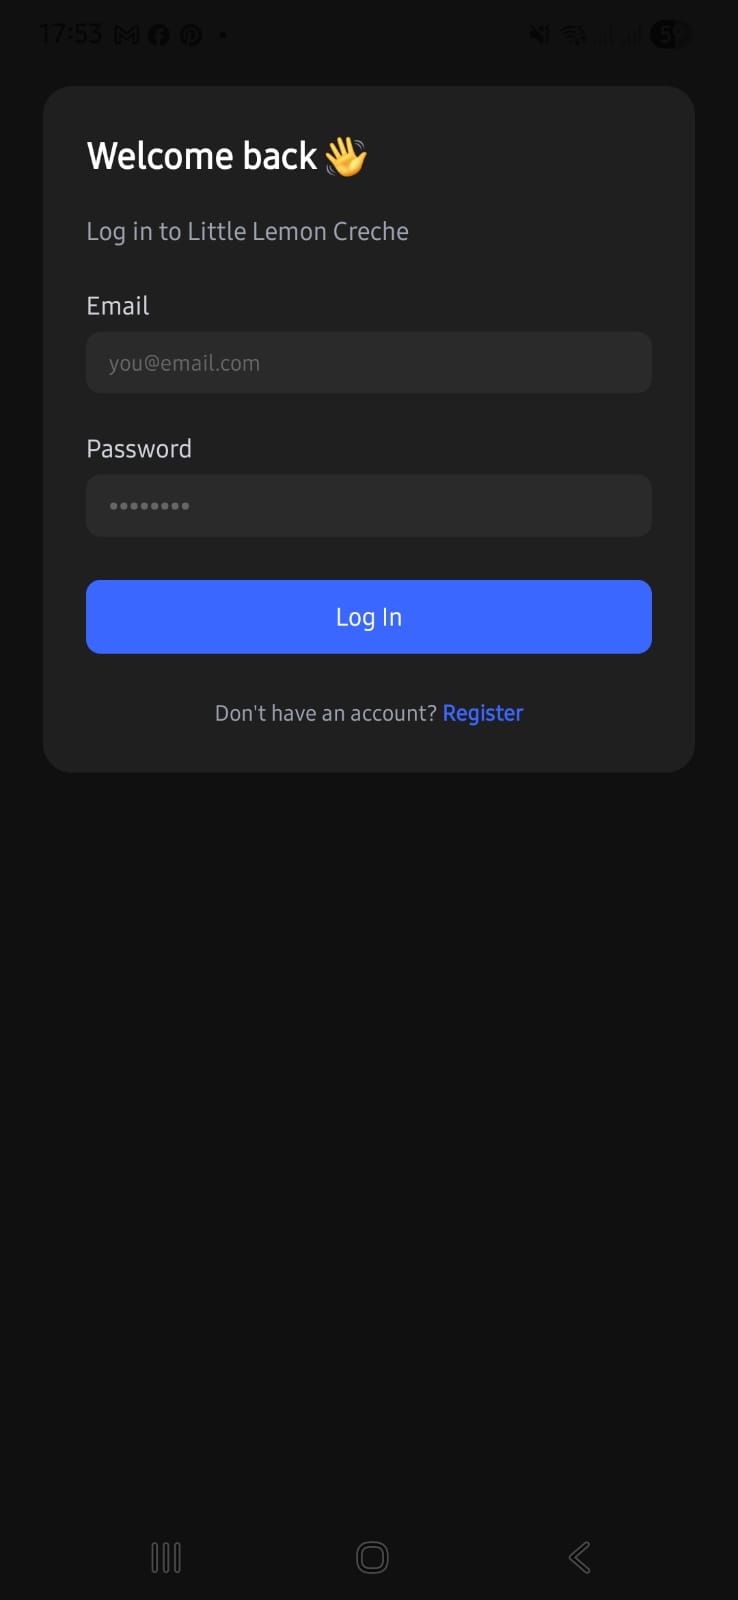 17:53
Welcome back 👋
Log in to Little Lemon Creche
Email
you@email.com
Password
••••••••
Log In
Don't have an account? Register